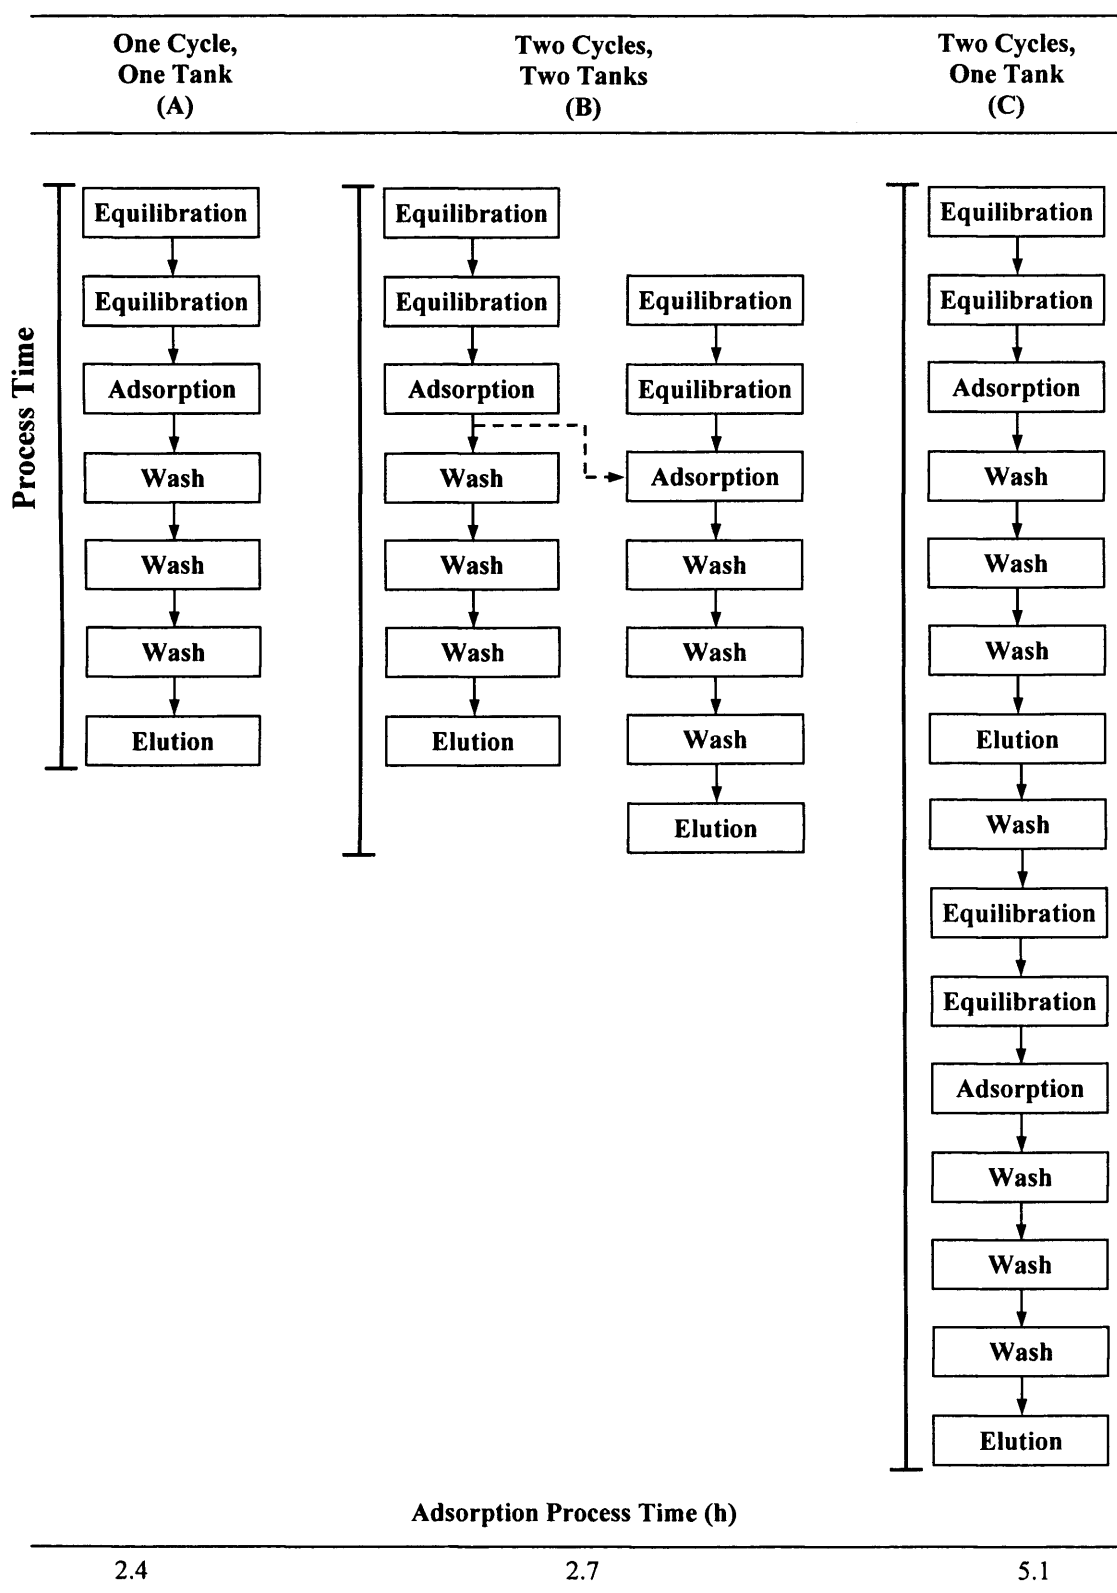 One Cycle,
One Tank
(A)
Two Cycles,
Two Tanks
(B)
Two Cycles,
One Tank
(C)
Process Time
Equilibration
Equilibration
Adsorption
Wash
Wash
Wash
Elution
Equilibration
Equilibration
Adsorption
Wash
Wash
Wash
Elution
Equilibration
Equilibration
Adsorption
Wash
Wash
Wash
Elution
Equilibration
Equilibration
Adsorption
Wash
Wash
Wash
Elution
Wash
Equilibration
Equilibration
Adsorption
Wash
Wash
Wash
Elution
Adsorption Process Time (h)
2.4
2.7
5.1